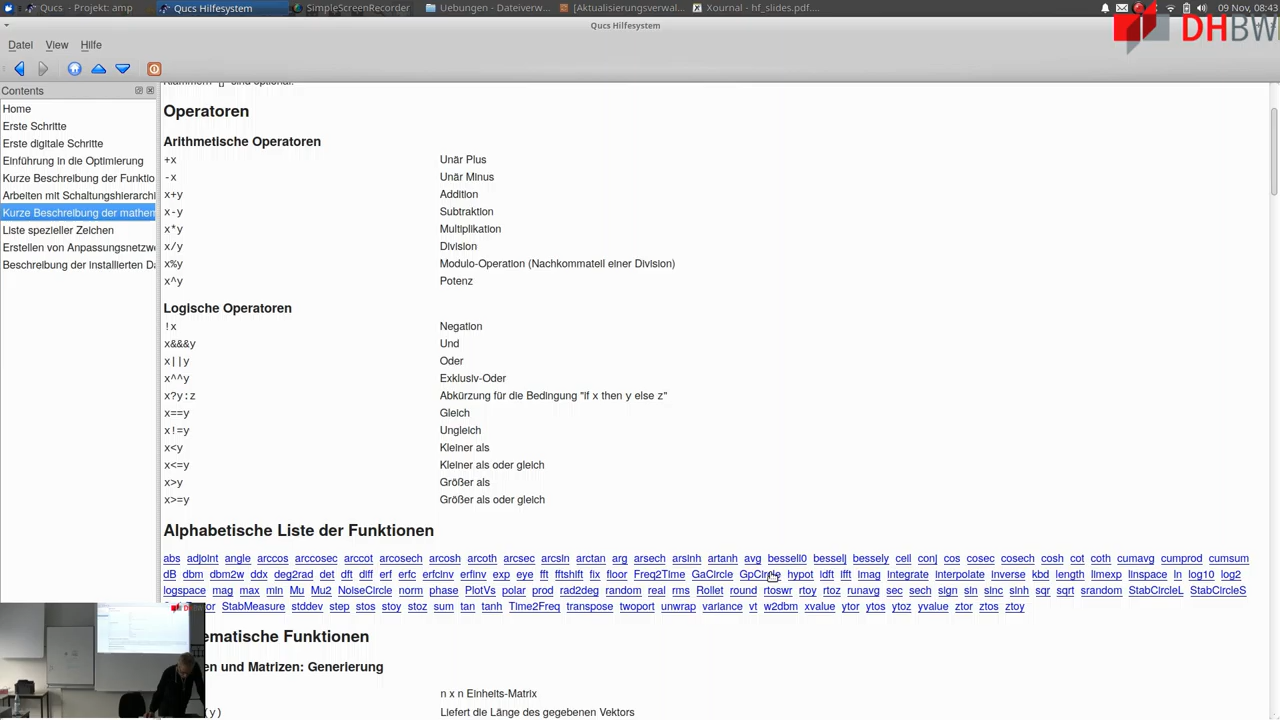 Qucs - Projekt: amp
Qucs Hilfesystem
SimpleScreenRecorder
Uebungen - Dateiverw...
[Aktualisierungsverwal...
Xournal - hf_slides.pdf....
09 Nov, 08:43
Qucs Hilfesystem
DHBW
Datei View Hilfe
Contents
Home
Erste Schritte
Erste digitale Schritte
Einführung in die Optimierung
Kurze Beschreibung der Funktio
Arbeiten mit Schaltungshierarchi
Kurze Beschreibung der mathem
Liste spezieller Zeichen
Erstellen von Anpassungsnetzwe
Beschreibung der installierten Da
Klammern "[]" sind optional.
Operatoren
Arithmetische Operatoren
+x Unär Plus
-x Unär Minus
x+y Addition
x-y Subtraktion
x*y Multiplikation
x/y Division
x%y Modulo-Operation (Nachkommateil einer Division)
x^y Potenz
Logische Operatoren
!x Negation
x&&&y Und
x||y Oder
x^^y Exklusiv-Oder
x?y:z Abkürzung für die Bedingung "if x then y else z"
x==y Gleich
x!=y Ungleich
x<y Kleiner als
x<=y Kleiner als oder gleich
x>y Größer als
x>=y Größer als oder gleich
Alphabetische Liste der Funktionen
abs adjoint angle arccos arccosec arccot arcosech arcosh arcoth arcsec arcsin arctan arg arsech arsinh artanh avg besseli0 besselj bessely ceil conj cos cosec cosech cosh cot coth cumavg cumprod cumsum
dB dbm dbm2w ddx deg2rad det dft diff erf erfc erfcinv erfinv exp eye fft fftshift fix floor Freq2Time GaCircle GpCircle hypot idft ifft imag integrate interpolate inverse kbd length limexp linspace ln log10 log2
logspace mag max min Mu Mu2 NoiseCircle norm phase PlotVs polar prod rad2deg random real rms Rollet round rtoswr rtoy rtoz runavg sec sech sign sin sinc sinh sqr sqrt srandom StabCircleL StabCircleS
StabMeasure stddev step stos stoy stoz sum tan tanh Time2Freq transpose twoport unwrap variance vt w2dbm xvalue ytor ytos ytoz yvalue ztor ztos ztoy
ematische Funktionen
en und Matrizen: Generierung
n x n Einheits-Matrix
(y) Liefert die Länge des gegebenen Vektors